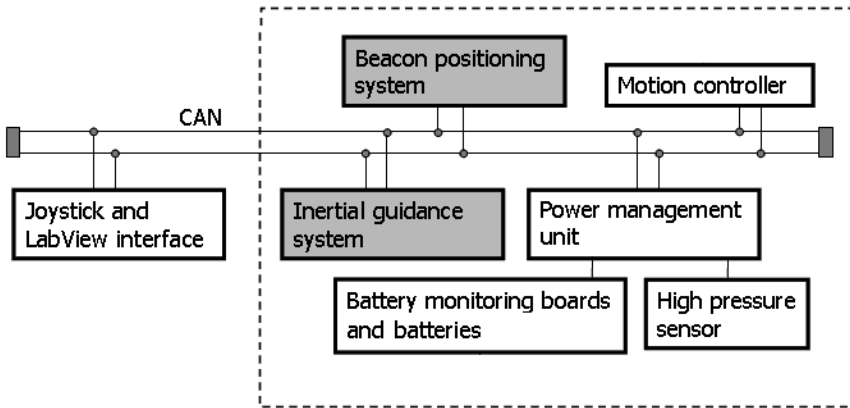 Beacon positioning
system
Motion controller
CAN
Joystick and
LabView interface
Inertial guidance
system
Power management
unit
Battery monitoring boards
and batteries
High pressure
sensor